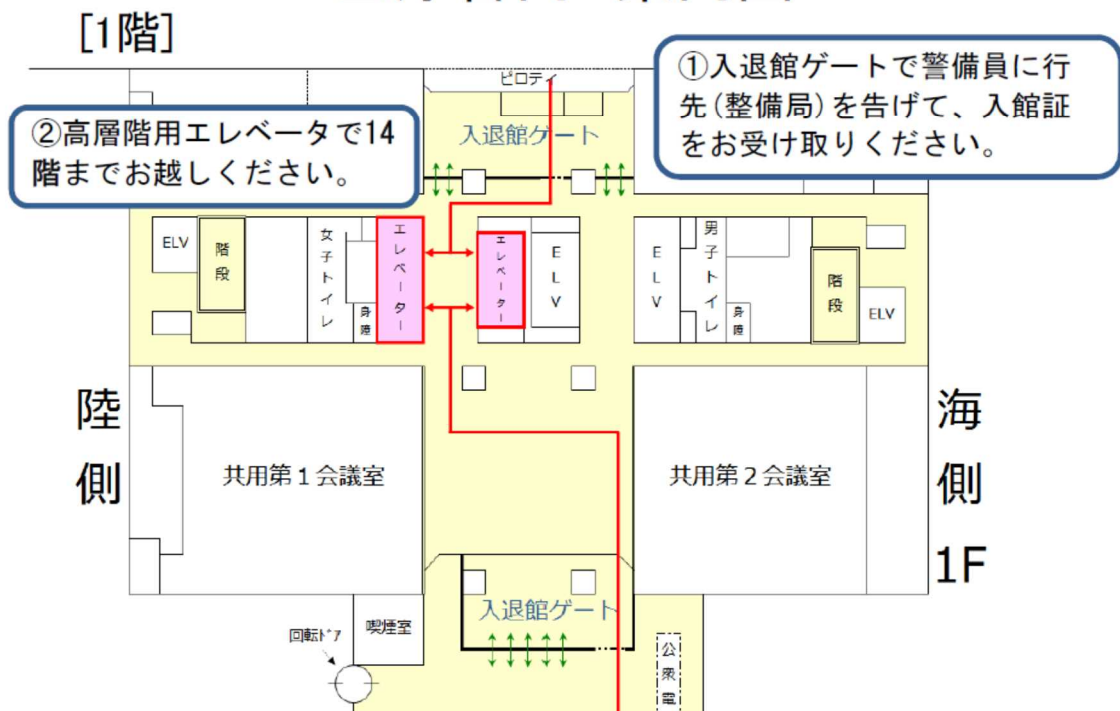 [1階]
ピロティ
①入退館ゲートで警備員に行
先(整備局)を告げて、入館証
をお受け取りください。
②高層階用エレベータで14
階までお越しください。
入退館ゲート
ELV
階段
女子トイレ
身障
エレベーター
エレベーター
ELV
ELV
男子トイレ
身障
階段
ELV
陸側
共用第1会議室
共用第2会議室
海側
1F
入退館ゲート
喫煙室
回転ドア
公衆電